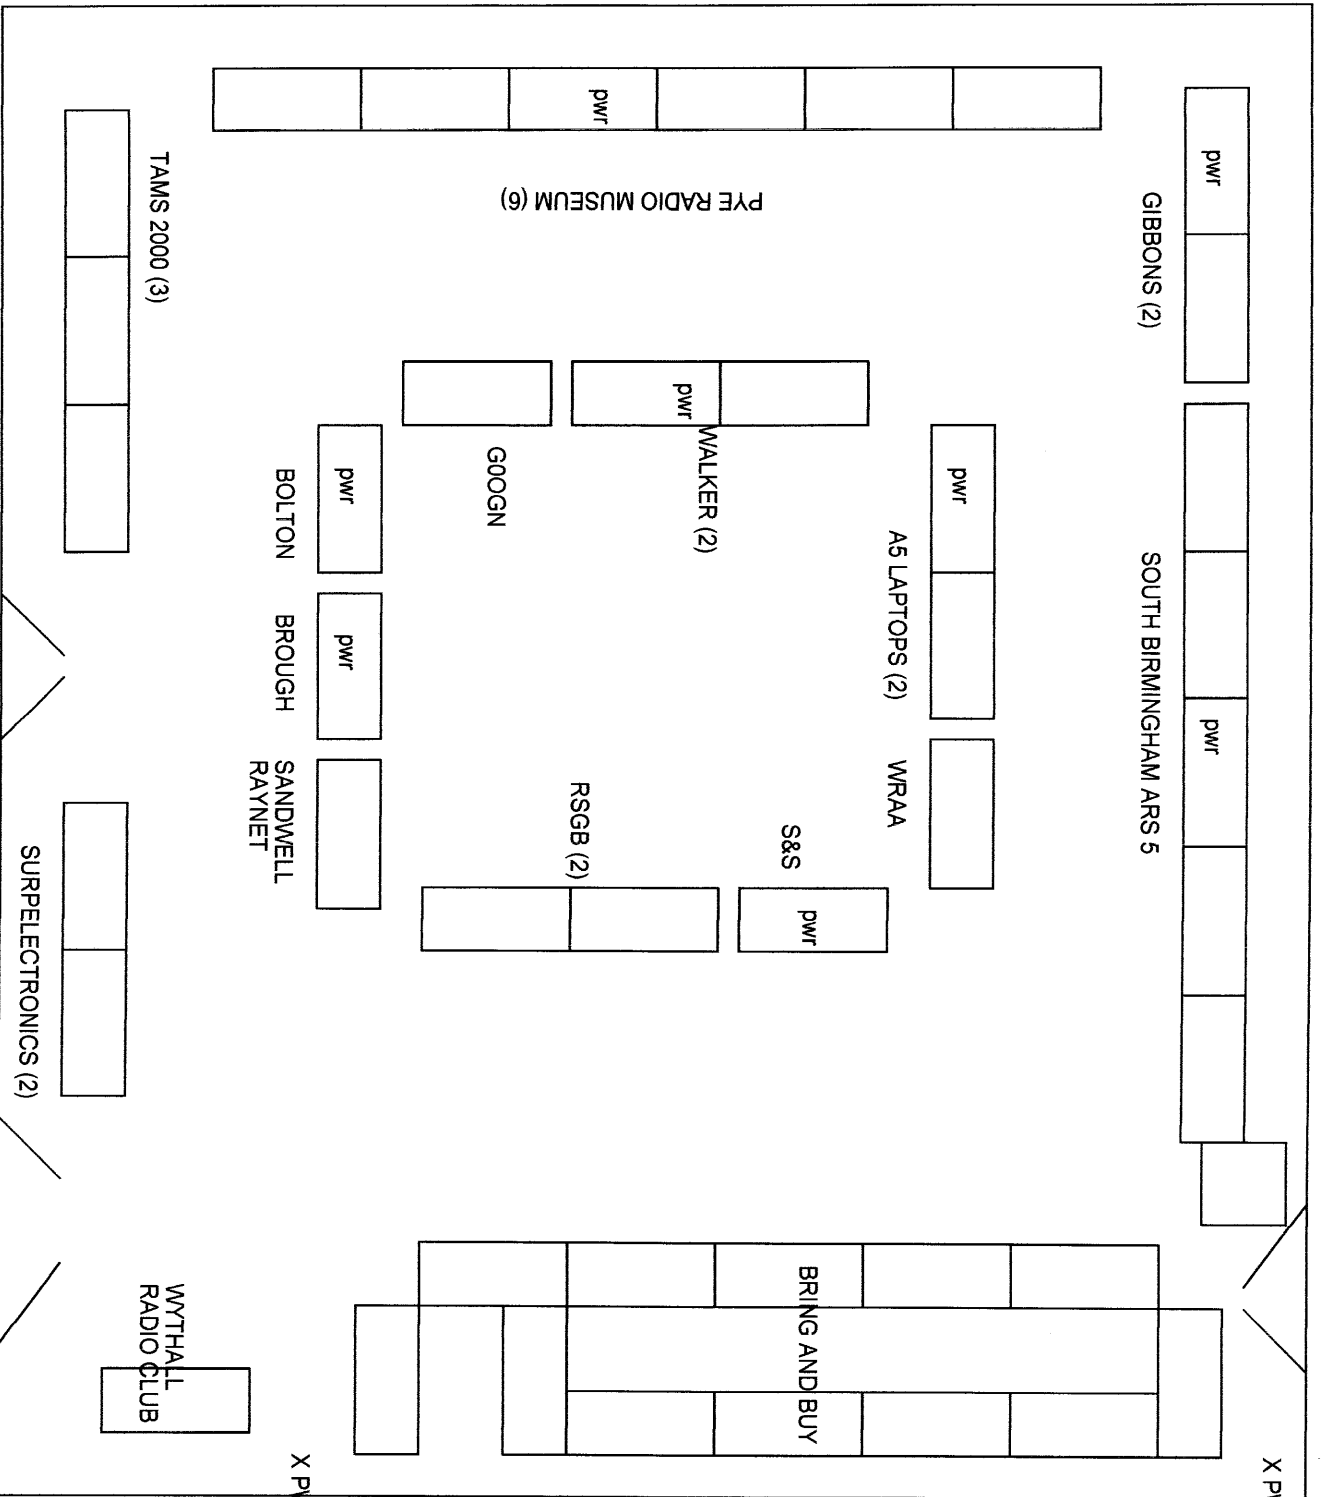 pwr
PYE RADIO MUSEUM (6)
TAMS 2000 (3)
pwr
GIBBONS (2)
pwr
WALKER (2)
G0OGN
pwr
BOLTON
pwr
BROUGH
SANDWELL
RAYNET
pwr
A5 LAPTOPS (2)
WRAA
pwr
SOUTH BIRMINGHAM ARS 5
RSGB (2)
S&S
pwr
SURPELECTRONICS (2)
BRING AND BUY
WYTHALL
RADIO CLUB
X
X